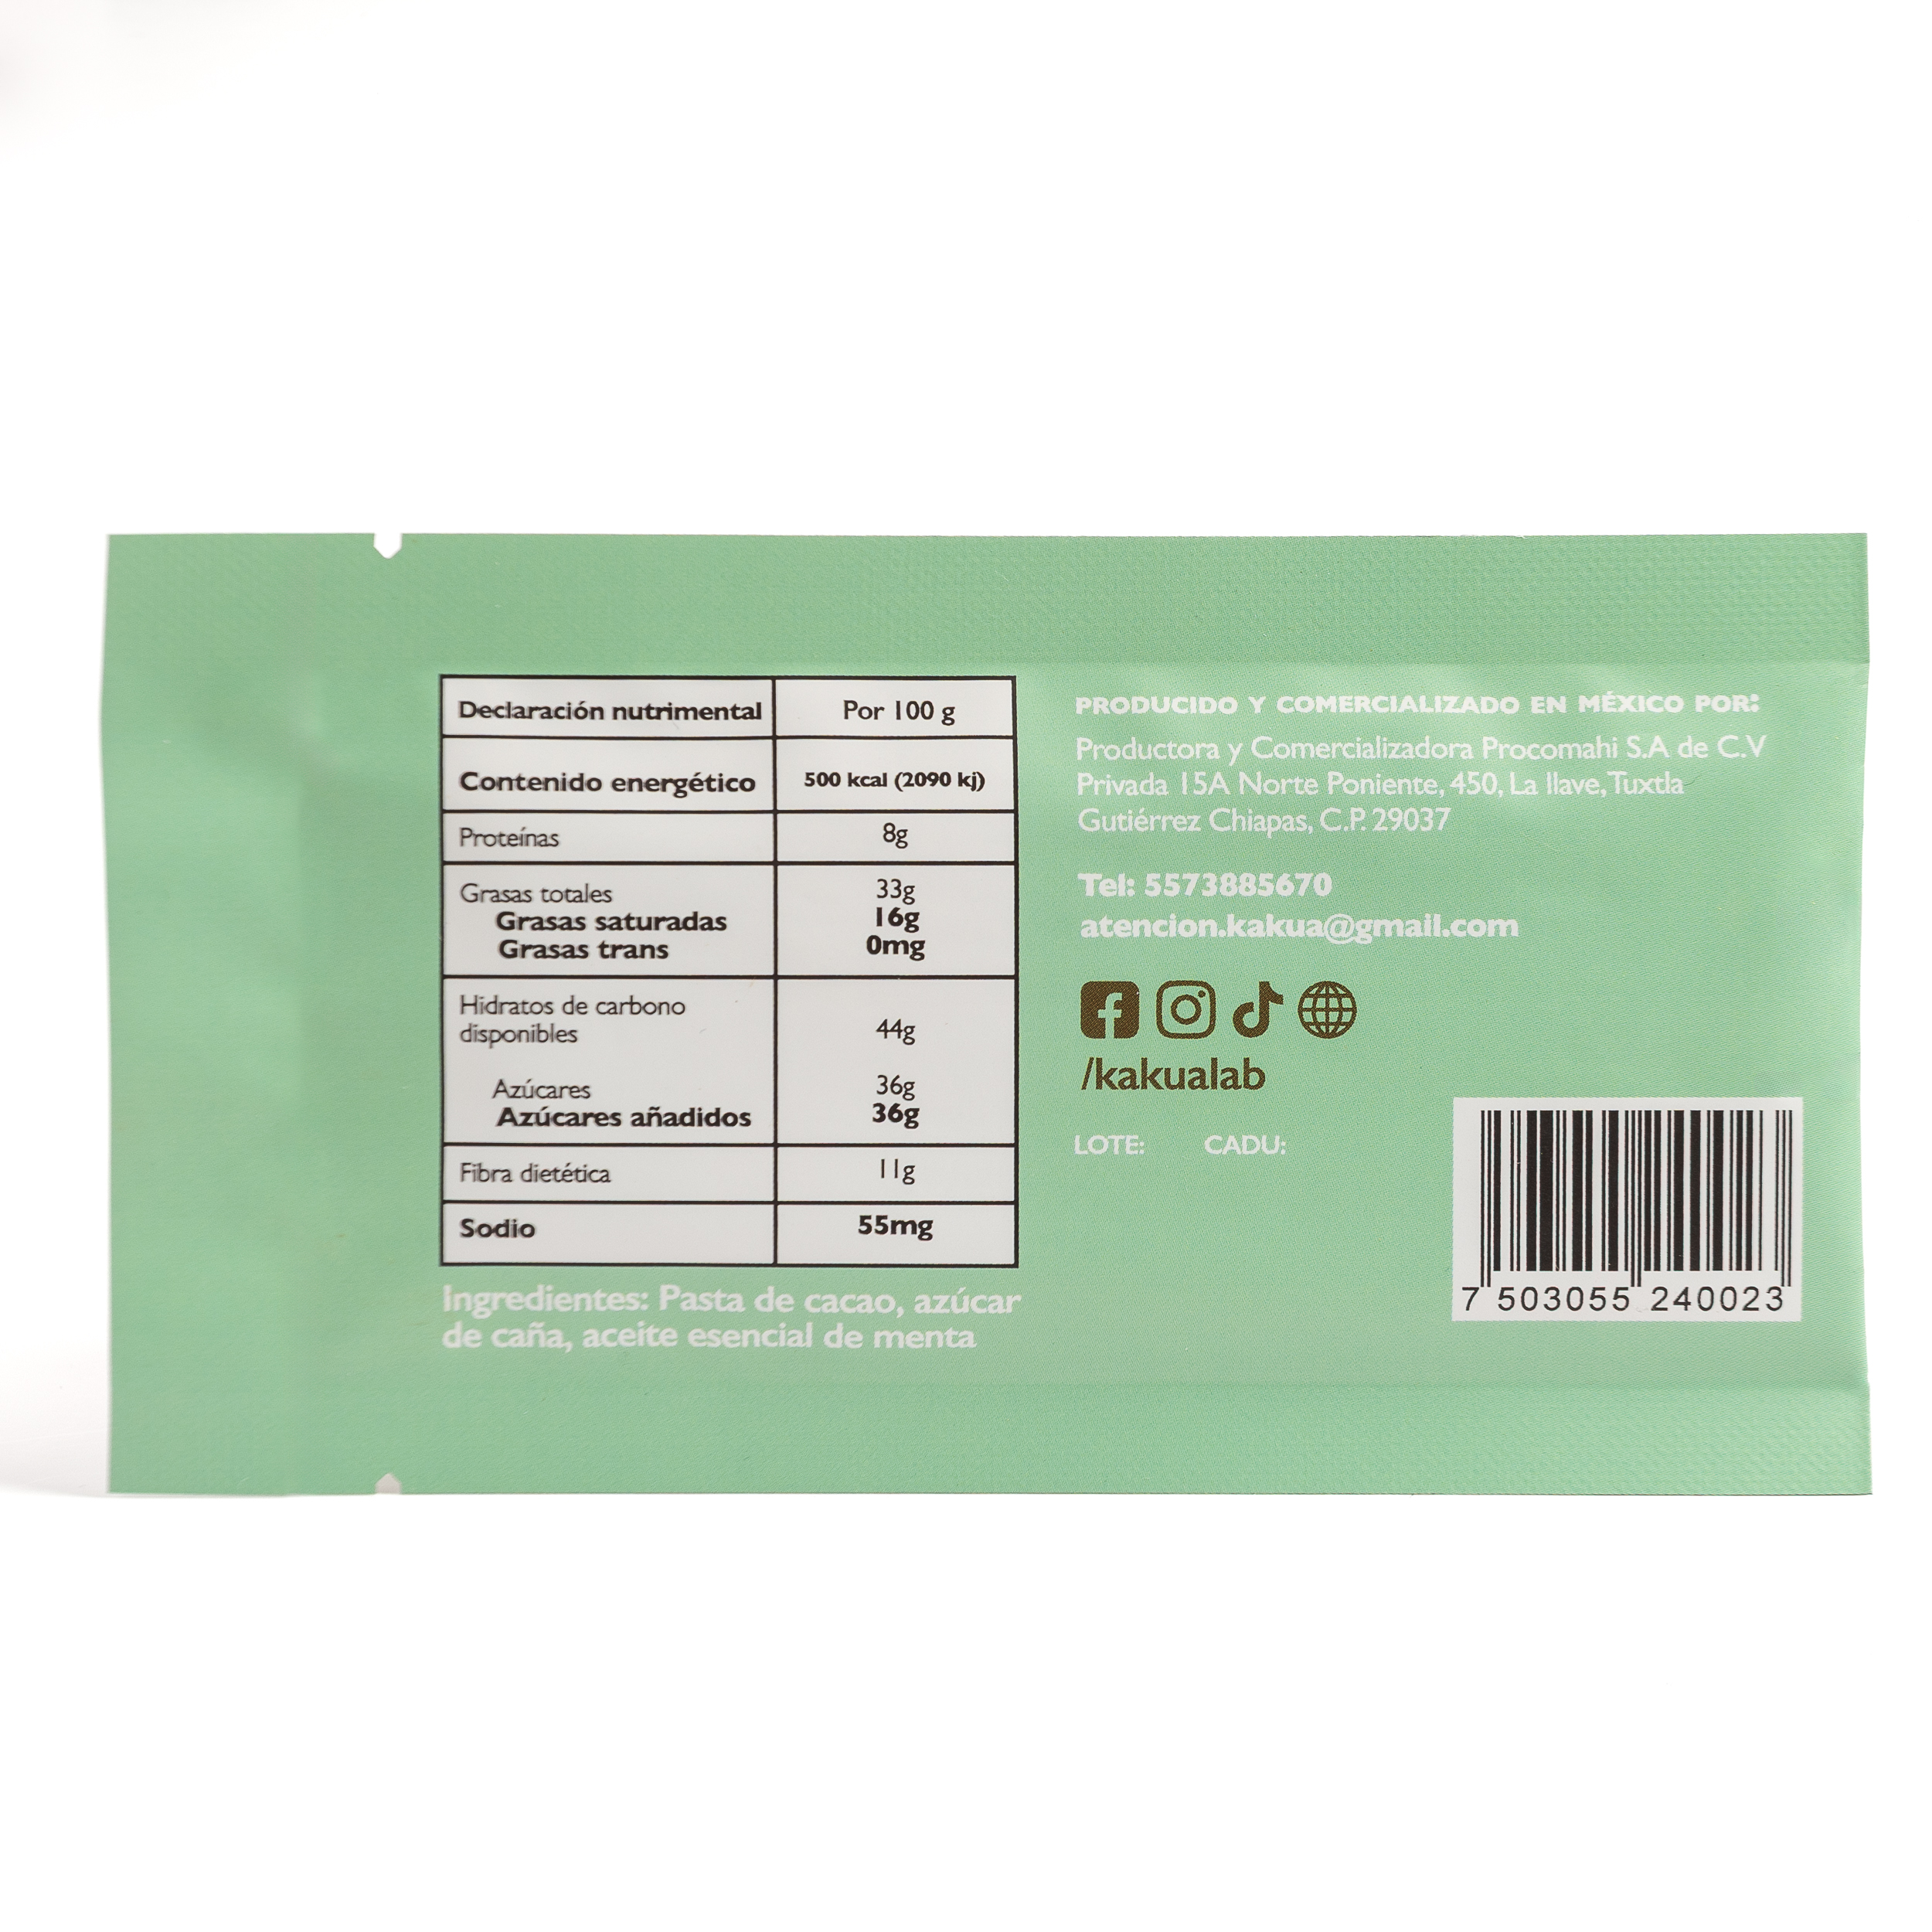 Declaración nutrimental Por 100 g
Contenido energético 500 kcal (2090 kj)
Proteínas 8g
Grasas totales 33g
Grasas saturadas 16g
Grasas trans 0mg
Hidratos de carbono
disponibles 44g
Azúcares 36g
Azúcares añadidos 36g
Fibra dietética 11g
Sodio 55mg
Ingredientes: Pasta de cacao, azúcar
de caña, aceite esencial de menta
PRODUCIDO Y COMERCIALIZADO EN MÉXICO POR:
Productora y Comercializadora Procomahi S.A de C.V
Privada 15A Norte Poniente, 450, La llave, Tuxtla
Gutiérrez Chiapas, C.P. 29037
Tel: 5573885670
atencion.kakua@gmail.com
/kakualab
LOTE: CADU:
7 503055 240023